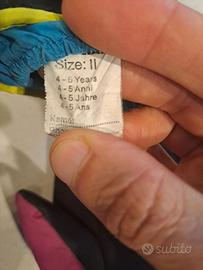 Size: II
4 - 5 Years
4 - 5 Anni
4 - 5 Jahre
4 - 5 Ans
subito